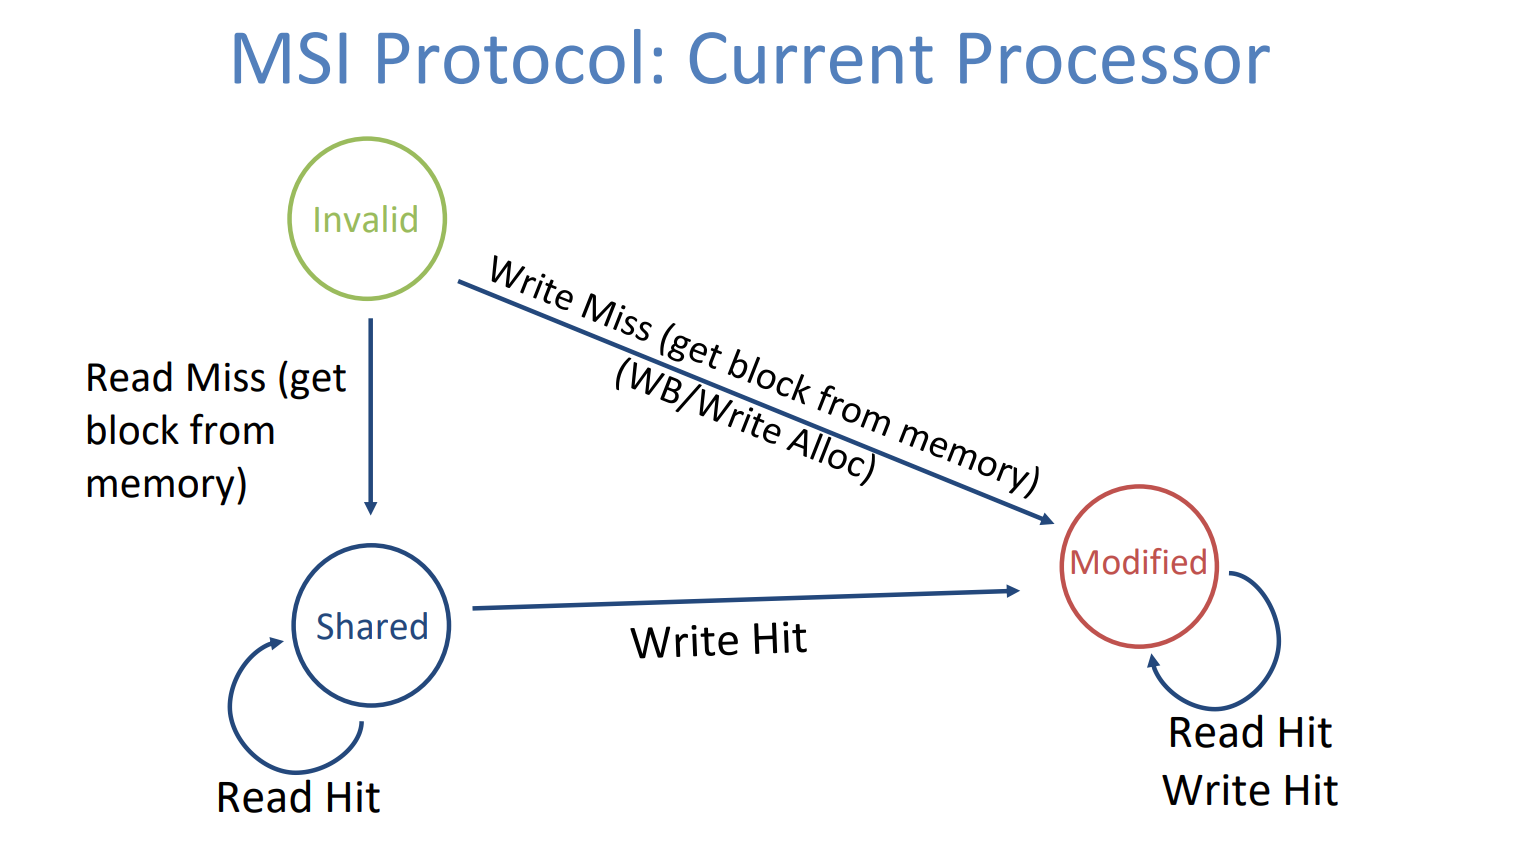 MSI Protocol: Current Processor
Invalid
Write Miss (get block from memory)
(WB/Write Alloc)
Read Miss (get
block from
memory)
Modified
Shared
Write Hit
Read Hit
Write Hit
Read Hit